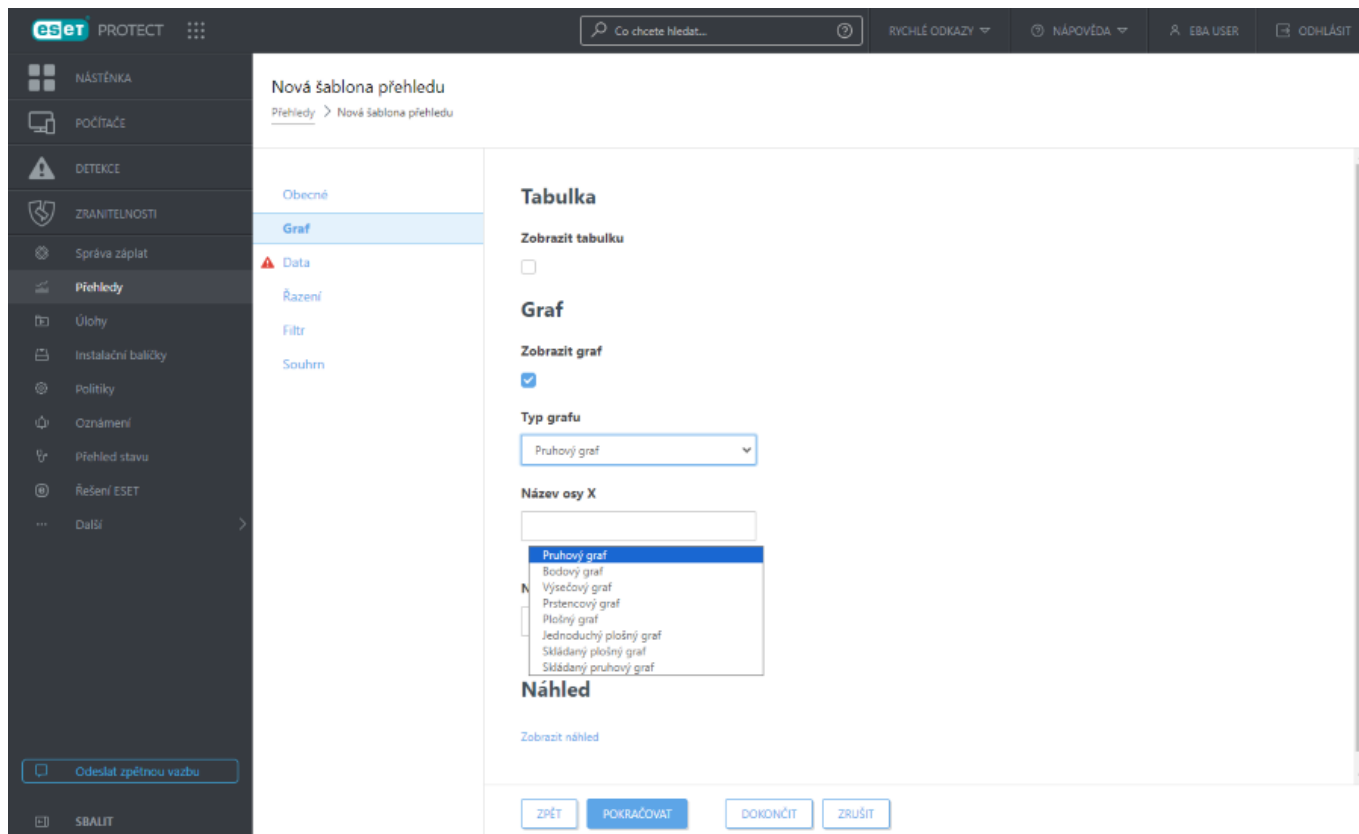 eset PROTECT
Co chcete hledat...
RYCHLÉ ODKAZY
NÁPOVĚDA
EBA USER
ODHLÁSIT
NÁSTĚNKA
POČÍTAČE
DETEKCE
ZRANITELNOSTI
Správa záplat
Přehledy
Úlohy
Instalační balíčky
Politiky
Oznámení
Přehled stavu
Řešení ESET
Další
Odeslat zpětnou vazbu
SBALIT
Nová šablona přehledu
Přehledy > Nová šablona přehledu
Obecné
Graf
Data
Řazení
Filtr
Souhrn
Tabulka
Zobrazit tabulku
Graf
Zobrazit graf
Typ grafu
Pruhový graf
Název osy X
Pruhový graf
Bodový graf
Výsečový graf
Prstencový graf
Plošný graf
Jednoduchý plošný graf
Skládaný plošný graf
Skládaný pruhový graf
Náhled
Zobrazit náhled
ZPĚT
POKRAČOVAT
DOKONČIT
ZRUŠIT